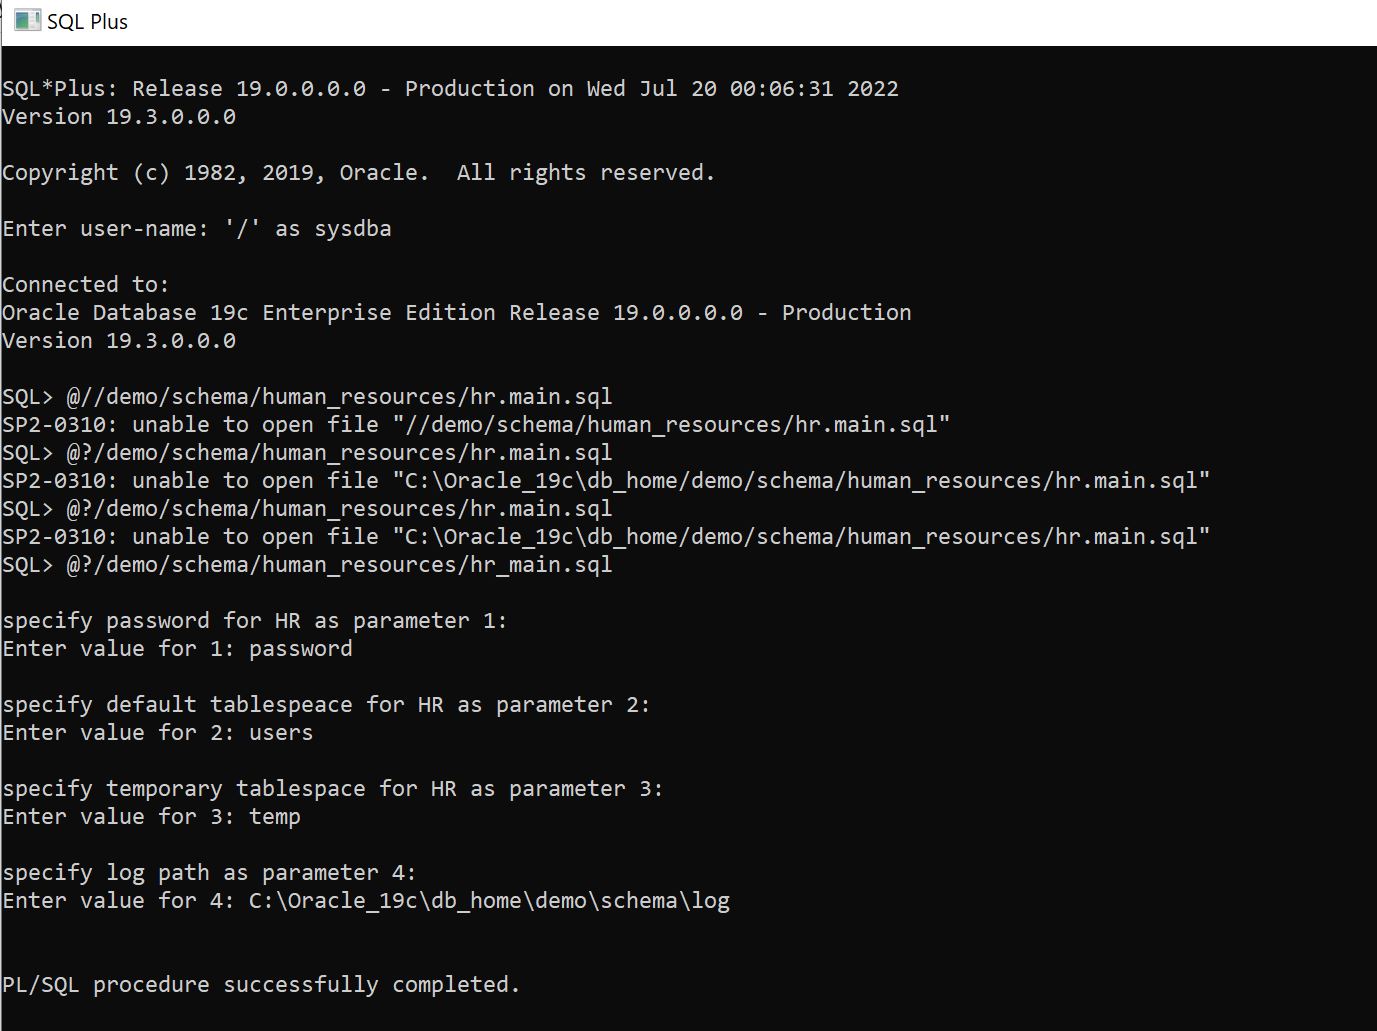 SQL Plus
SQL*Plus: Release 19.0.0.0.0 - Production on Wed Jul 20 00:06:31 2022
Version 19.3.0.0.0
Copyright (c) 1982, 2019, Oracle.  All rights reserved.
Enter user-name: '/' as sysdba
Connected to:
Oracle Database 19c Enterprise Edition Release 19.0.0.0.0 - Production
Version 19.3.0.0.0
SQL> @//demo/schema/human_resources/hr.main.sql
SP2-0310: unable to open file "//demo/schema/human_resources/hr.main.sql"
SQL> @?/demo/schema/human_resources/hr.main.sql
SP2-0310: unable to open file "C:\Oracle_19c\db_home/demo/schema/human_resources/hr.main.sql"
SQL> @?/demo/schema/human_resources/hr.main.sql
SP2-0310: unable to open file "C:\Oracle_19c\db_home/demo/schema/human_resources/hr.main.sql"
SQL> @?/demo/schema/human_resources/hr_main.sql
specify password for HR as parameter 1:
Enter value for 1: password
specify default tablespeace for HR as parameter 2:
Enter value for 2: users
specify temporary tablespace for HR as parameter 3:
Enter value for 3: temp
specify log path as parameter 4:
Enter value for 4: C:\Oracle_19c\db_home\demo\schema\log
PL/SQL procedure successfully completed.